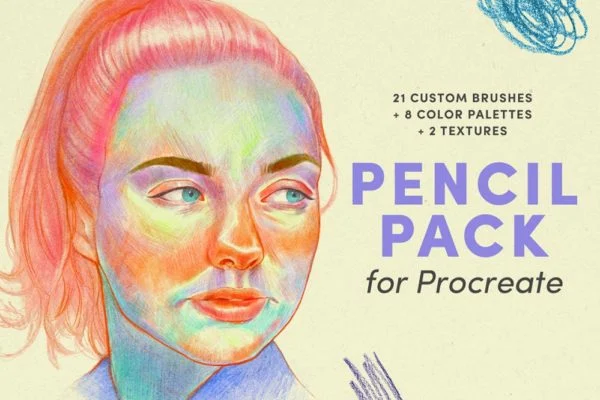 21 CUSTOM BRUSHES
+ 8 COLOR PALETTES
+ 2 TEXTURES
PENCIL
PACK
for Procreate